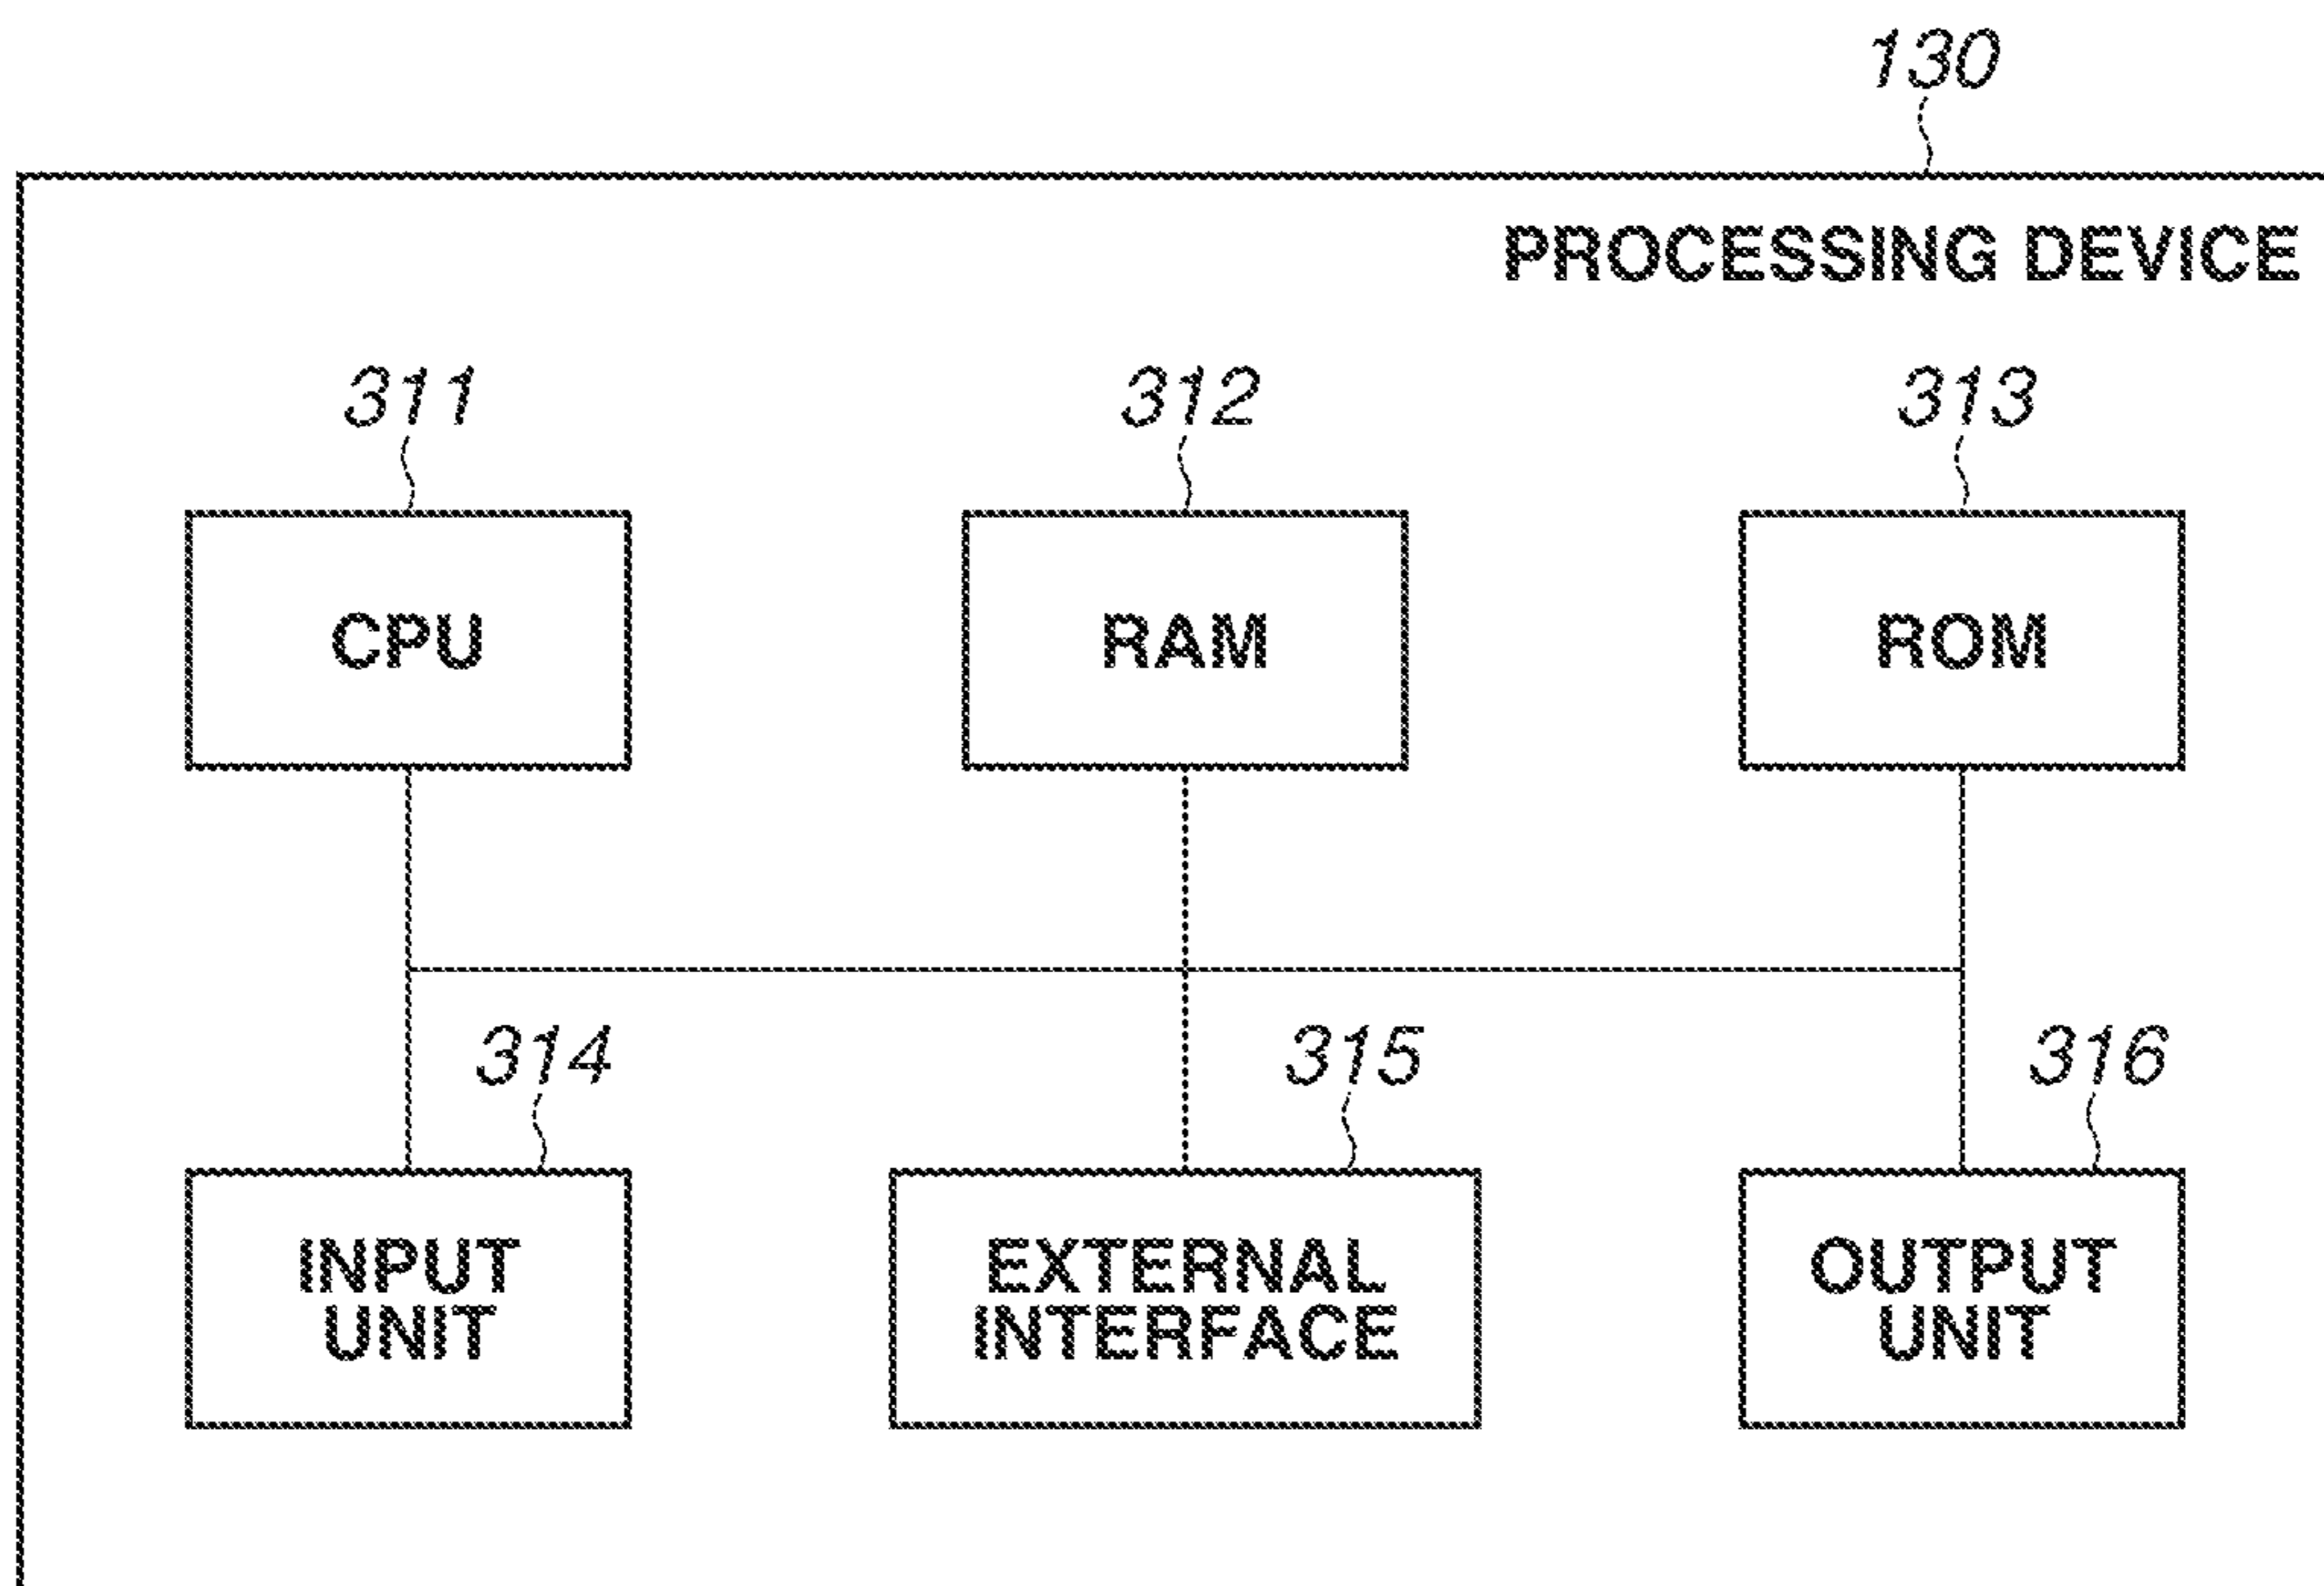 130
PROCESSING DEVICE
311
312
313
CPU
RAM
ROM
314
315
316
INPUT
UNIT
EXTERNAL
INTERFACE
OUTPUT
UNIT